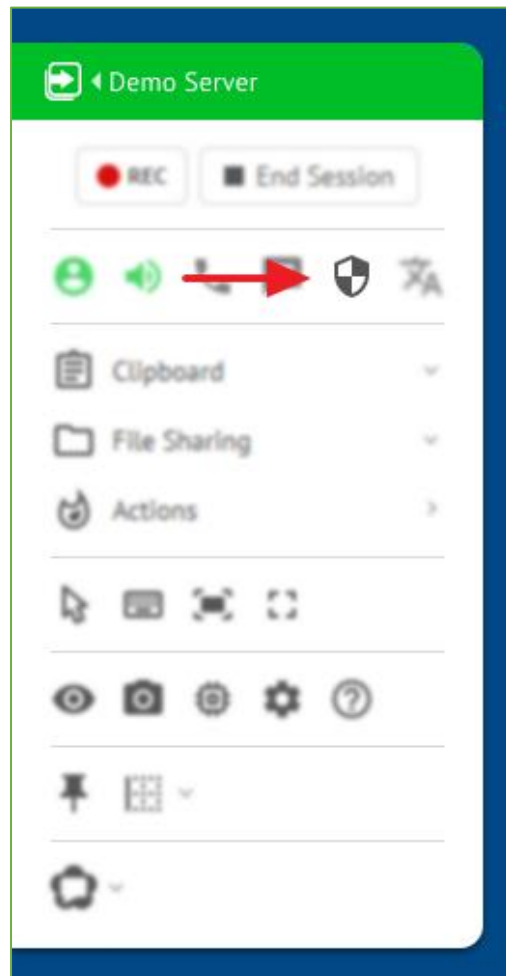 Demo Server
REC
End Session
Clipboard
File Sharing
Actions